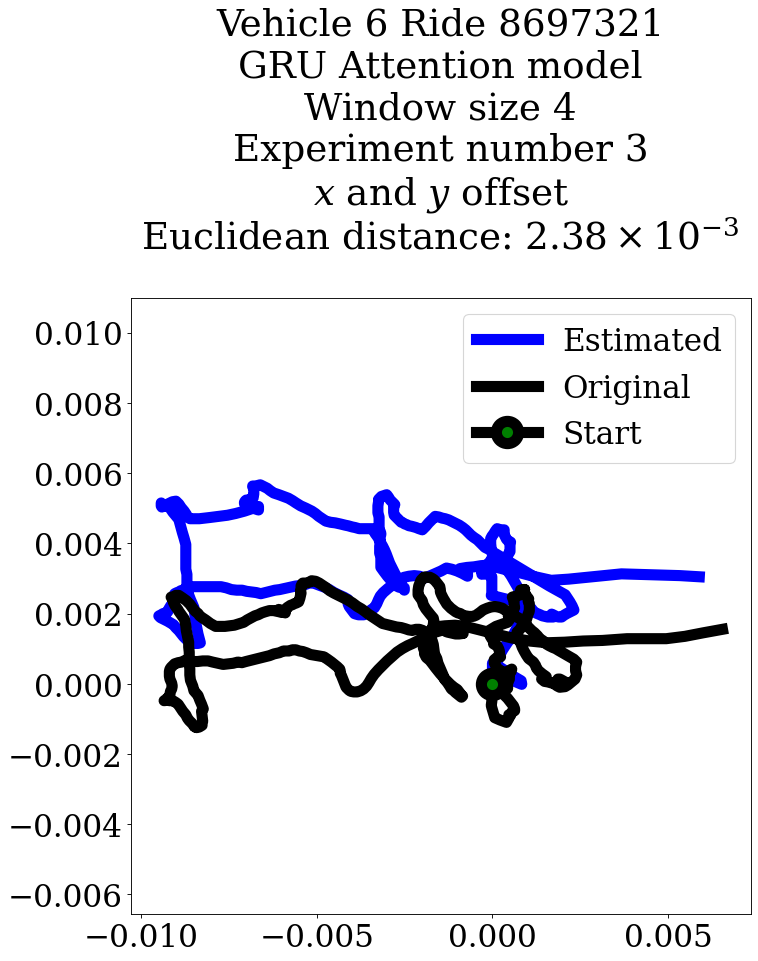 Vehicle 6 Ride 8697321
GRU Attention model
Window size 4
Experiment number 3
x and y offset
Euclidean distance: 2.38 × 10⁻³
Estimated
Original
Start
0.010
0.008
0.006
0.004
0.002
0.000
−0.002
−0.004
−0.006
−0.010
−0.005
0.000
0.005